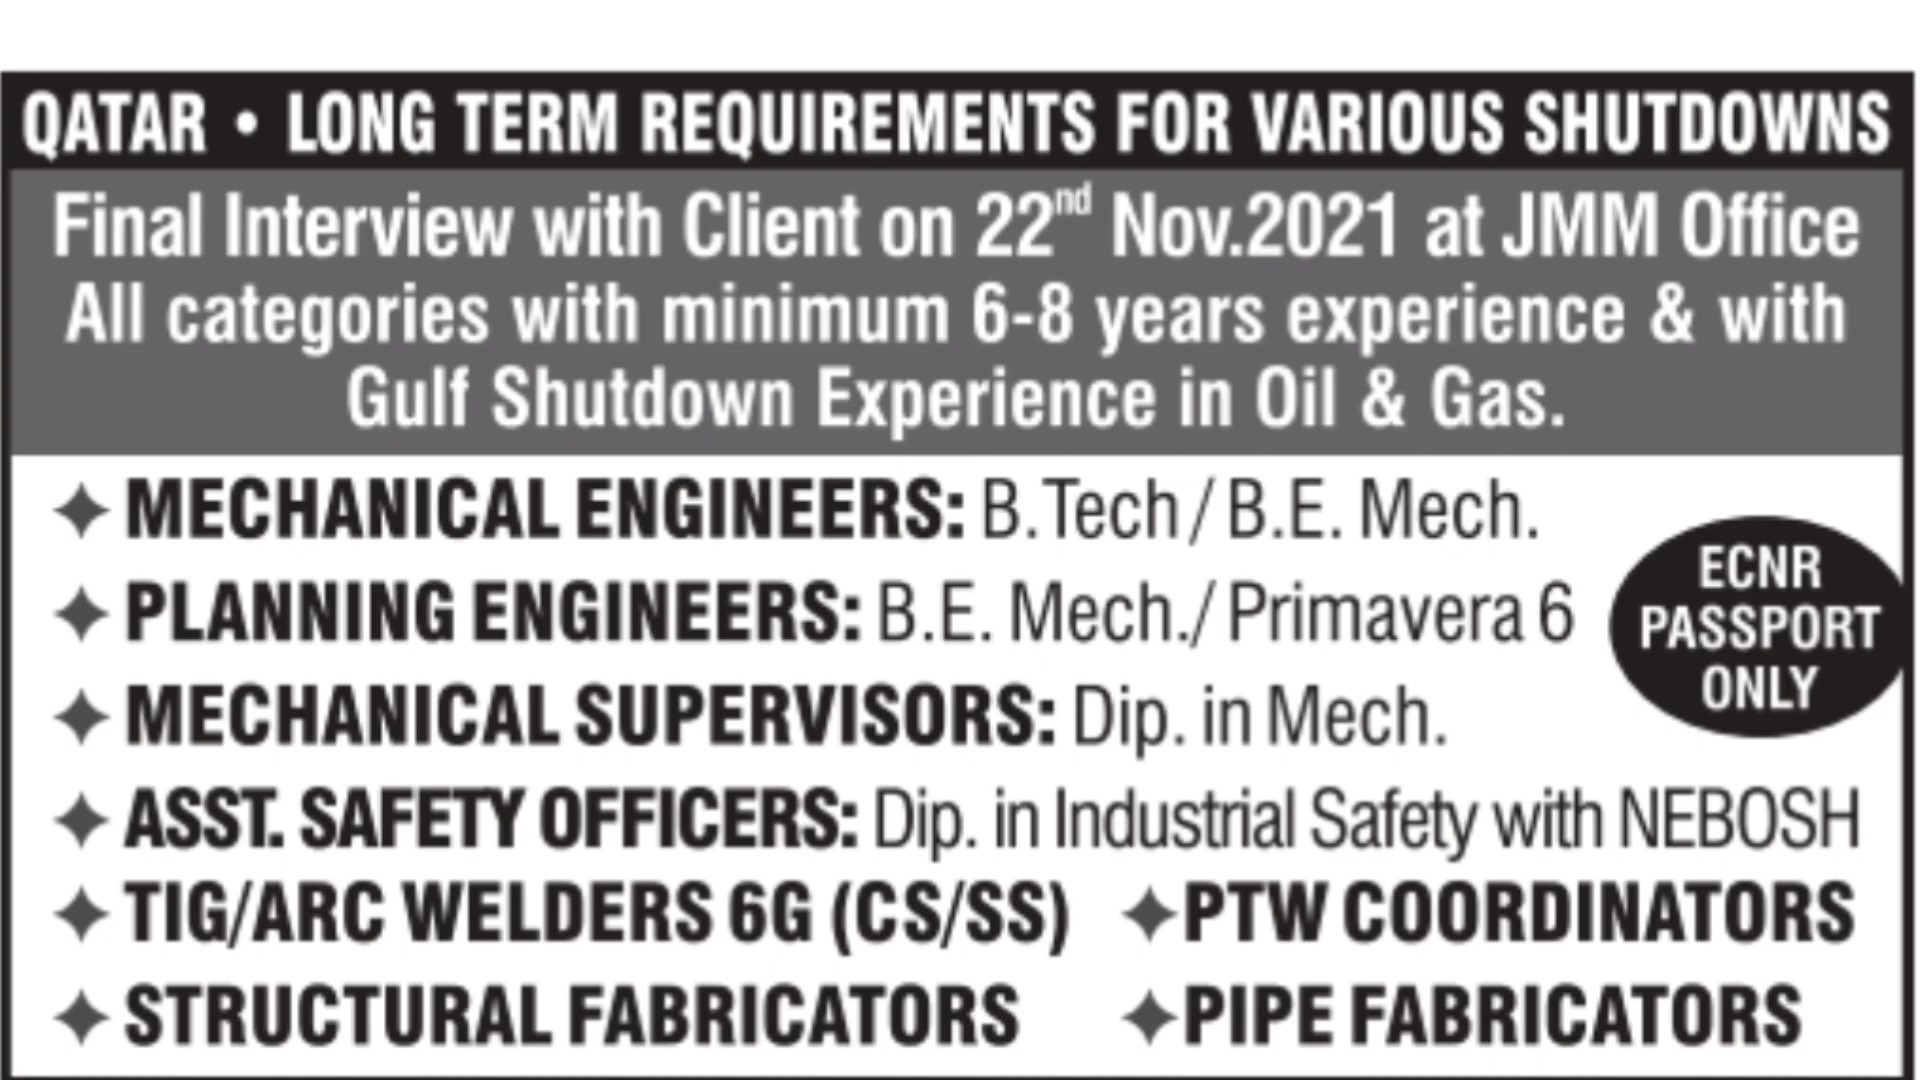 QATAR • LONG TERM REQUIREMENTS FOR VARIOUS SHUTDOWNS
Final Interview with Client on 22nd Nov.2021 at JMM Office
All categories with minimum 6-8 years experience & with
Gulf Shutdown Experience in Oil & Gas.
✦ MECHANICAL ENGINEERS: B.Tech / B.E. Mech.
✦ PLANNING ENGINEERS: B.E. Mech./ Primavera 6
✦ MECHANICAL SUPERVISORS: Dip. in Mech.
ECNR
PASSPORT
ONLY
✦ ASST. SAFETY OFFICERS: Dip. in Industrial Safety with NEBOSH
✦ TIG/ARC WELDERS 6G (CS/SS) ✦ PTW COORDINATORS
✦ STRUCTURAL FABRICATORS ✦ PIPE FABRICATORS